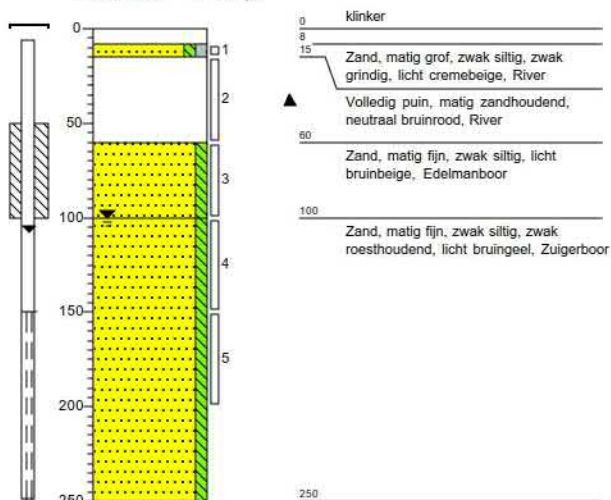 0 klinker
8
15
Zand, matig grof, zwak siltig, zwak
grindig, licht cremebeige, River
Volledig puin, matig zandhoudend,
neutraal bruinrood, River
60
Zand, matig fijn, zwak siltig, licht
bruinbeige, Edelmanboor
100
Zand, matig fijn, zwak siltig, zwak
roesthoudend, licht bruingeel, Zuigerboor
250
0
50
100
150
200
250
1
2
3
4
5